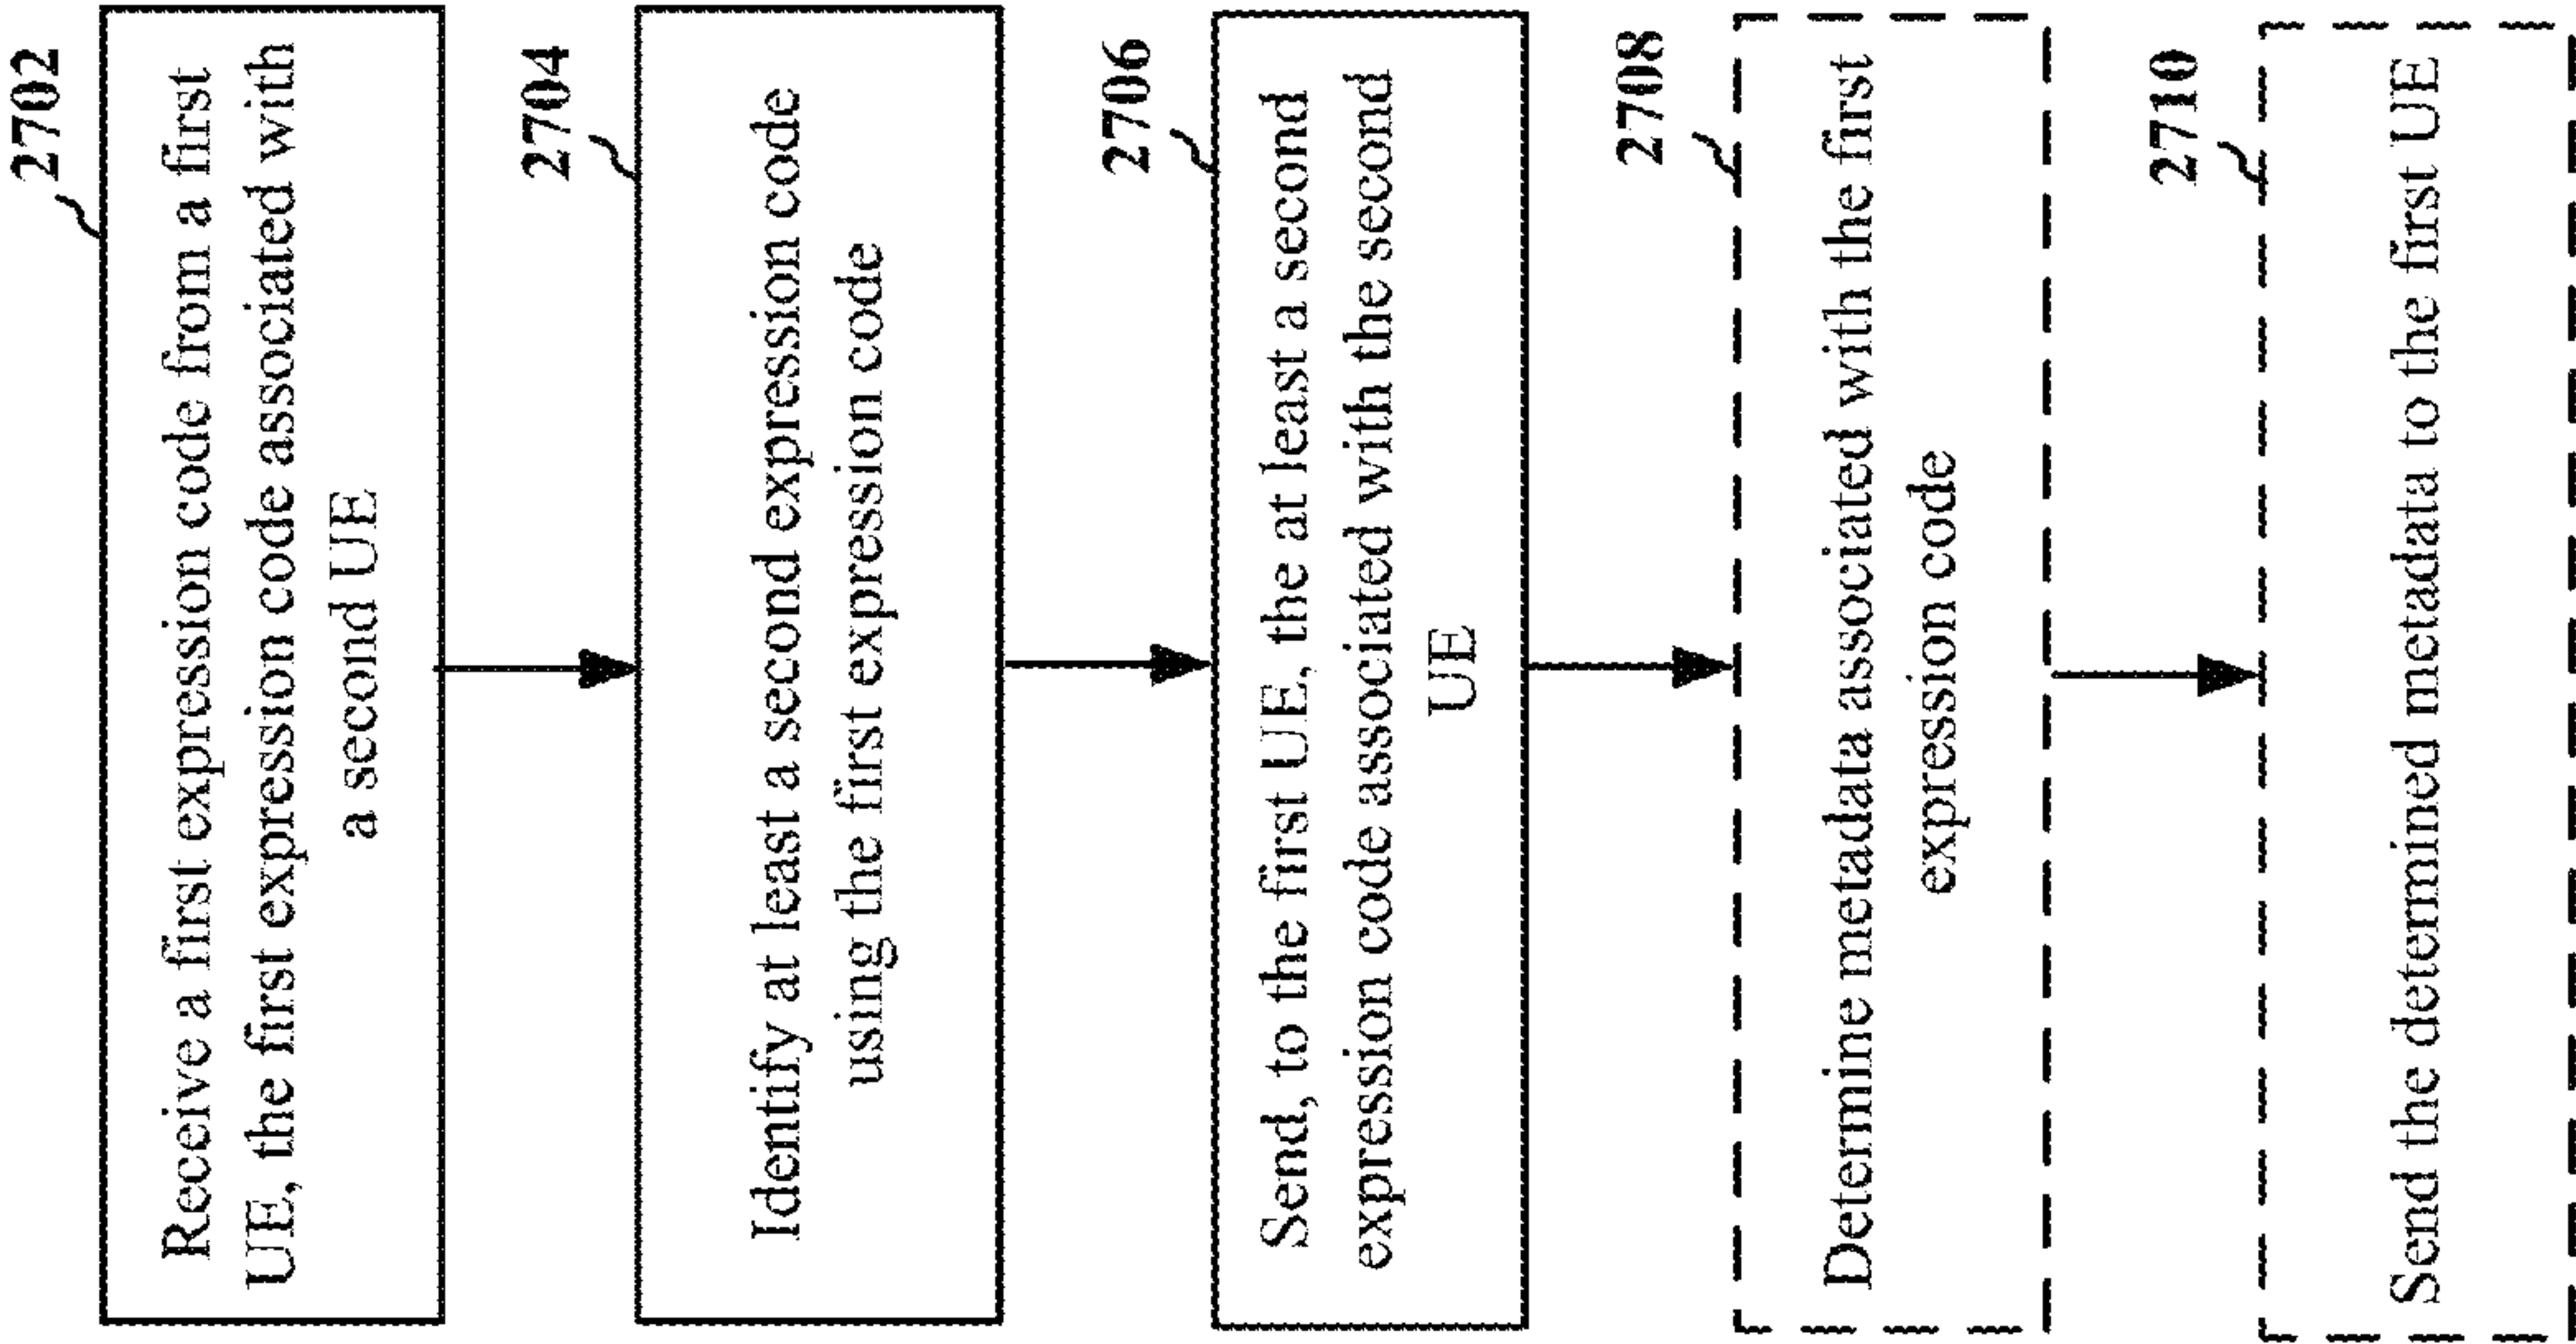 2702
Receive a first expression code from a first
UE, the first expression code associated with
a second UE
2704
Identify at least a second expression code
using the first expression code
2706
Send, to the first UE, the at least a second
expression code associated with the second
UE
2708
Determine metadata associated with the first
expression code
2710
Send the determined metadata to the first UE